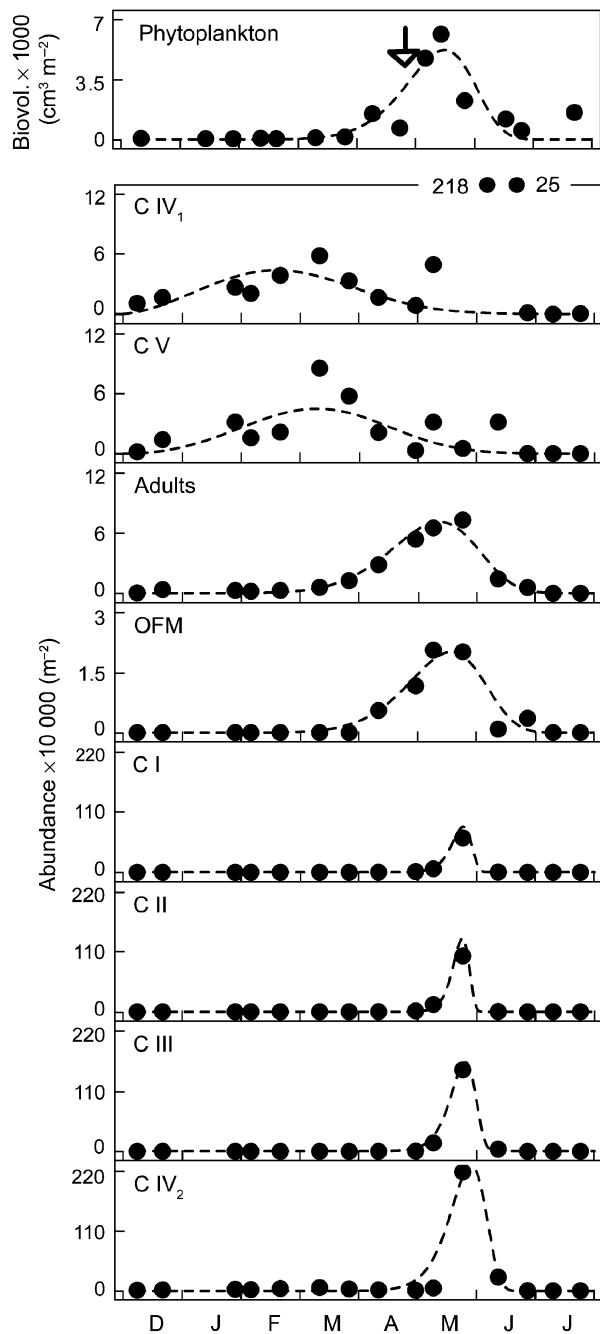 Phytoplankton
Biovol. × 1000
(cm³ m⁻²)
7
3.5
0
218 25
C IV₁
12
6
0
C V
12
6
0
Adults
12
6
0
OFM
3
1.5
0
Abundance ×10 000 (m⁻²)
C I
220
110
0
C II
220
110
0
C III
220
110
0
C IV₂
220
110
0
D J F M A M J J